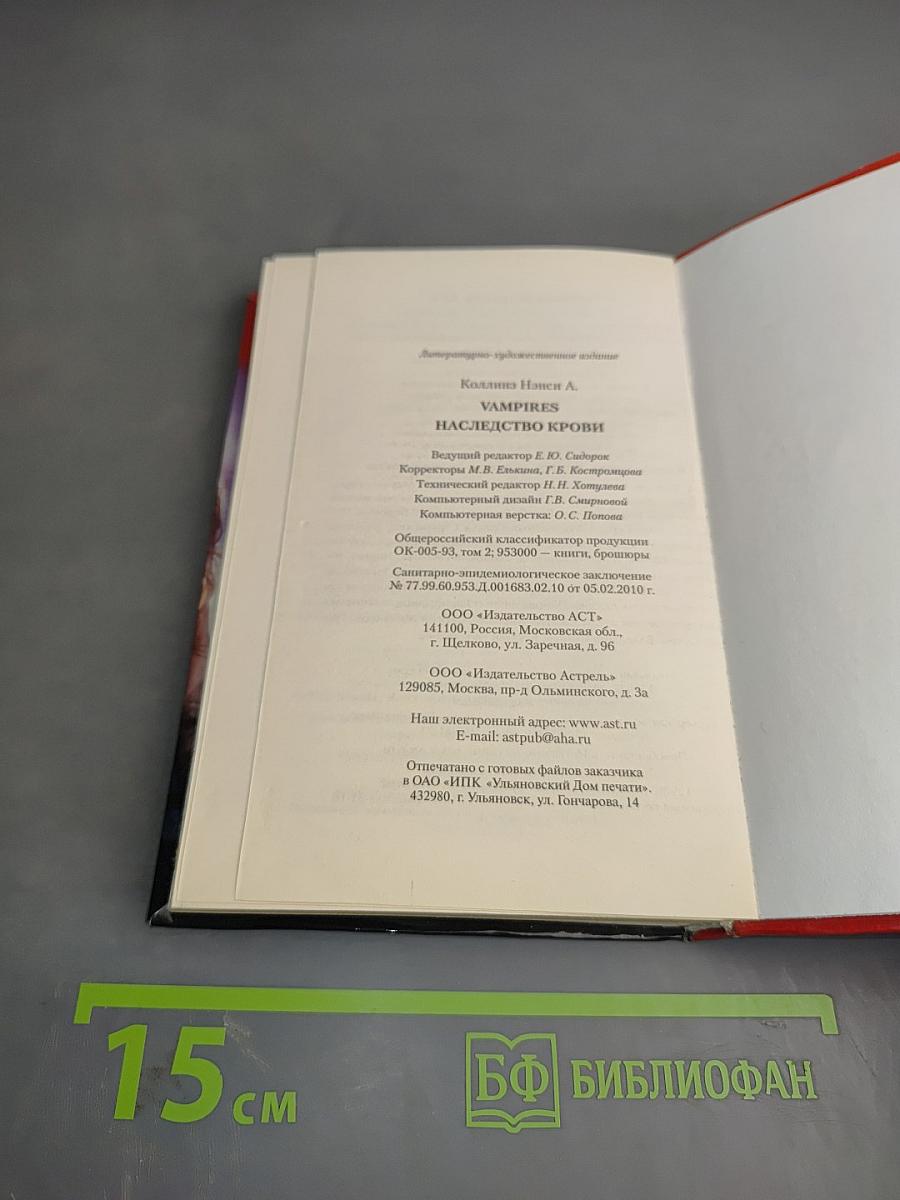 Литературно-художественное издание
Коллинз Нэнси А.
VAMPIRES
НАСЛЕДСТВО КРОВИ
Ведущий редактор Е. Ю. Сидорок
Корректоры М. В. Елькина, Г. Б. Костромцова
Технический редактор Н. Н. Хотулева
Компьютерный дизайн Г.В. Смирновой
Компьютерная верстка: О. С. Попова
Общероссийский классификатор продукции
ОК-005-93, том 2; 953000 — книги, брошюры
Санитарно-эпидемиологическое заключение
№ 77.99.60.953.Д.001683.02.10 от 05.02.2010 г.
ООО «Издательство АСТ»
141100, Россия, Московская обл.,
г. Щелково, ул. Заречная, д. 96
ООО «Издательство Астрель»
129085, Москва, пр-д Ольминского, д. 3а
Наш электронный адрес: www.ast.ru
E-mail: astpub@aha.ru
Отпечатано с готовых файлов заказчика
в ОАО «ИПК «Ульяновский Дом печати».
432980, г. Ульяновск, ул. Гончарова, 14
15 см
БФ БИБЛИОФАН